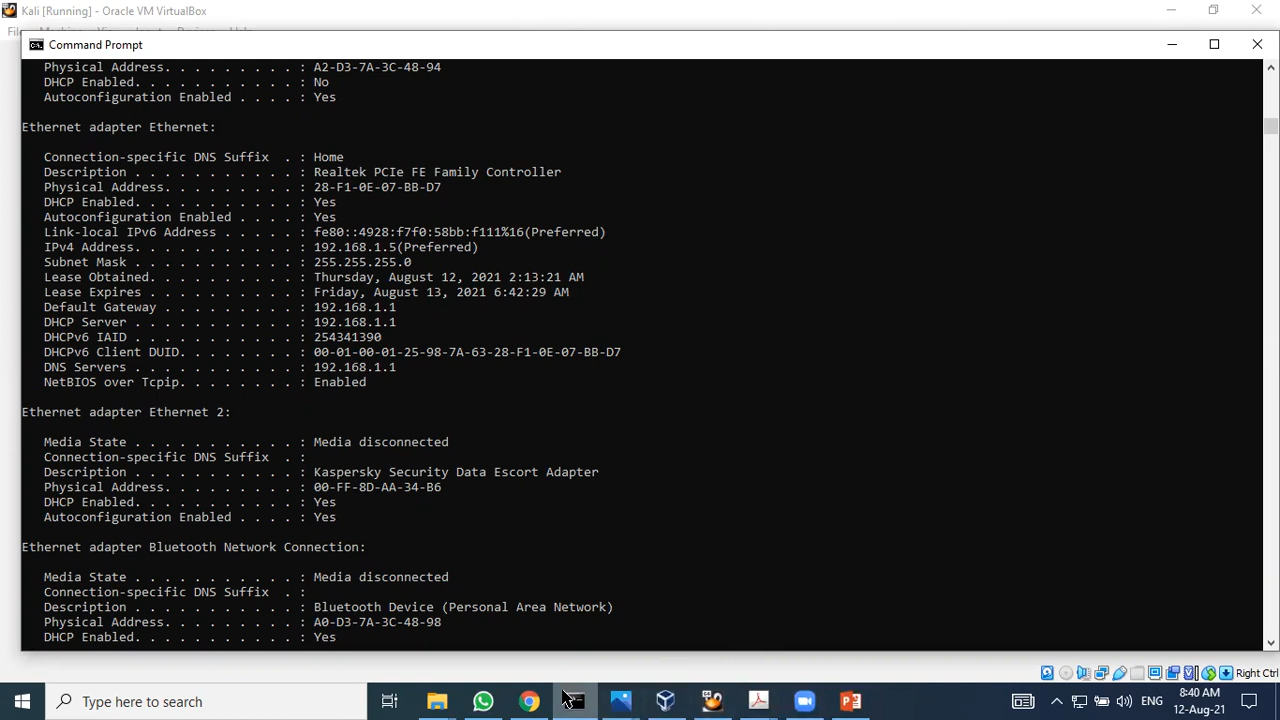 Kali [Running] - Oracle VM VirtualBox
Command Prompt
Physical Address. . . . . . . . . : A2-D3-7A-3C-48-94
DHCP Enabled. . . . . . . . . . . : No
Autoconfiguration Enabled . . . . : Yes
Ethernet adapter Ethernet:
Connection-specific DNS Suffix  . : Home
Description . . . . . . . . . . . : Realtek PCIe FE Family Controller
Physical Address. . . . . . . . . : 28-F1-0E-07-BB-D7
DHCP Enabled. . . . . . . . . . . : Yes
Autoconfiguration Enabled . . . . : Yes
Link-local IPv6 Address . . . . . : fe80::4928:f7f0:58bb:f111%16(Preferred)
IPv4 Address. . . . . . . . . . . : 192.168.1.5(Preferred)
Subnet Mask . . . . . . . . . . . : 255.255.255.0
Lease Obtained. . . . . . . . . . : Thursday, August 12, 2021 2:13:21 AM
Lease Expires . . . . . . . . . . : Friday, August 13, 2021 6:42:29 AM
Default Gateway . . . . . . . . . : 192.168.1.1
DHCP Server . . . . . . . . . . . : 192.168.1.1
DHCPv6 IAID . . . . . . . . . . . : 254341390
DHCPv6 Client DUID. . . . . . . . : 00-01-00-01-25-98-7A-63-28-F1-0E-07-BB-D7
DNS Servers . . . . . . . . . . . : 192.168.1.1
NetBIOS over Tcpip. . . . . . . . : Enabled
Ethernet adapter Ethernet 2:
Media State . . . . . . . . . . . : Media disconnected
Connection-specific DNS Suffix  . :
Description . . . . . . . . . . . : Kaspersky Security Data Escort Adapter
Physical Address. . . . . . . . . : 00-FF-8D-AA-34-B6
DHCP Enabled. . . . . . . . . . . : Yes
Autoconfiguration Enabled . . . . : Yes
Ethernet adapter Bluetooth Network Connection:
Media State . . . . . . . . . . . : Media disconnected
Connection-specific DNS Suffix  . :
Description . . . . . . . . . . . : Bluetooth Device (Personal Area Network)
Physical Address. . . . . . . . . : A0-D3-7A-3C-48-98
DHCP Enabled. . . . . . . . . . . : Yes
Right Ctrl
Type here to search
ENG
8:40 AM
12-Aug-21